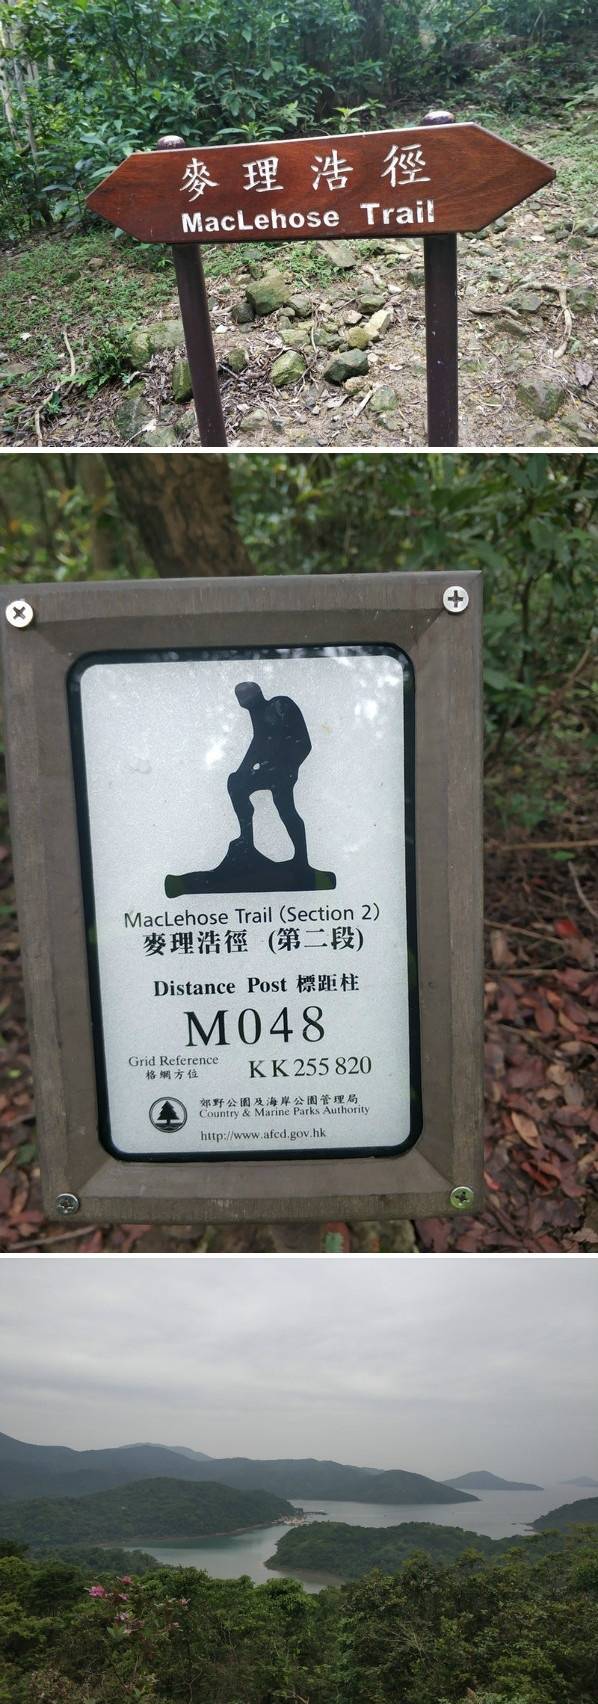 麥理浩徑
MacLehose Trail
MacLehose Trail (Section 2)
麥理浩徑 (第二段)
Distance Post 標距柱
M048
Grid Reference
格網方位
KK 255 820
郊野公園及海岸公園管理局
Country & Marine Parks Authority
http://www.afcd.gov.hk